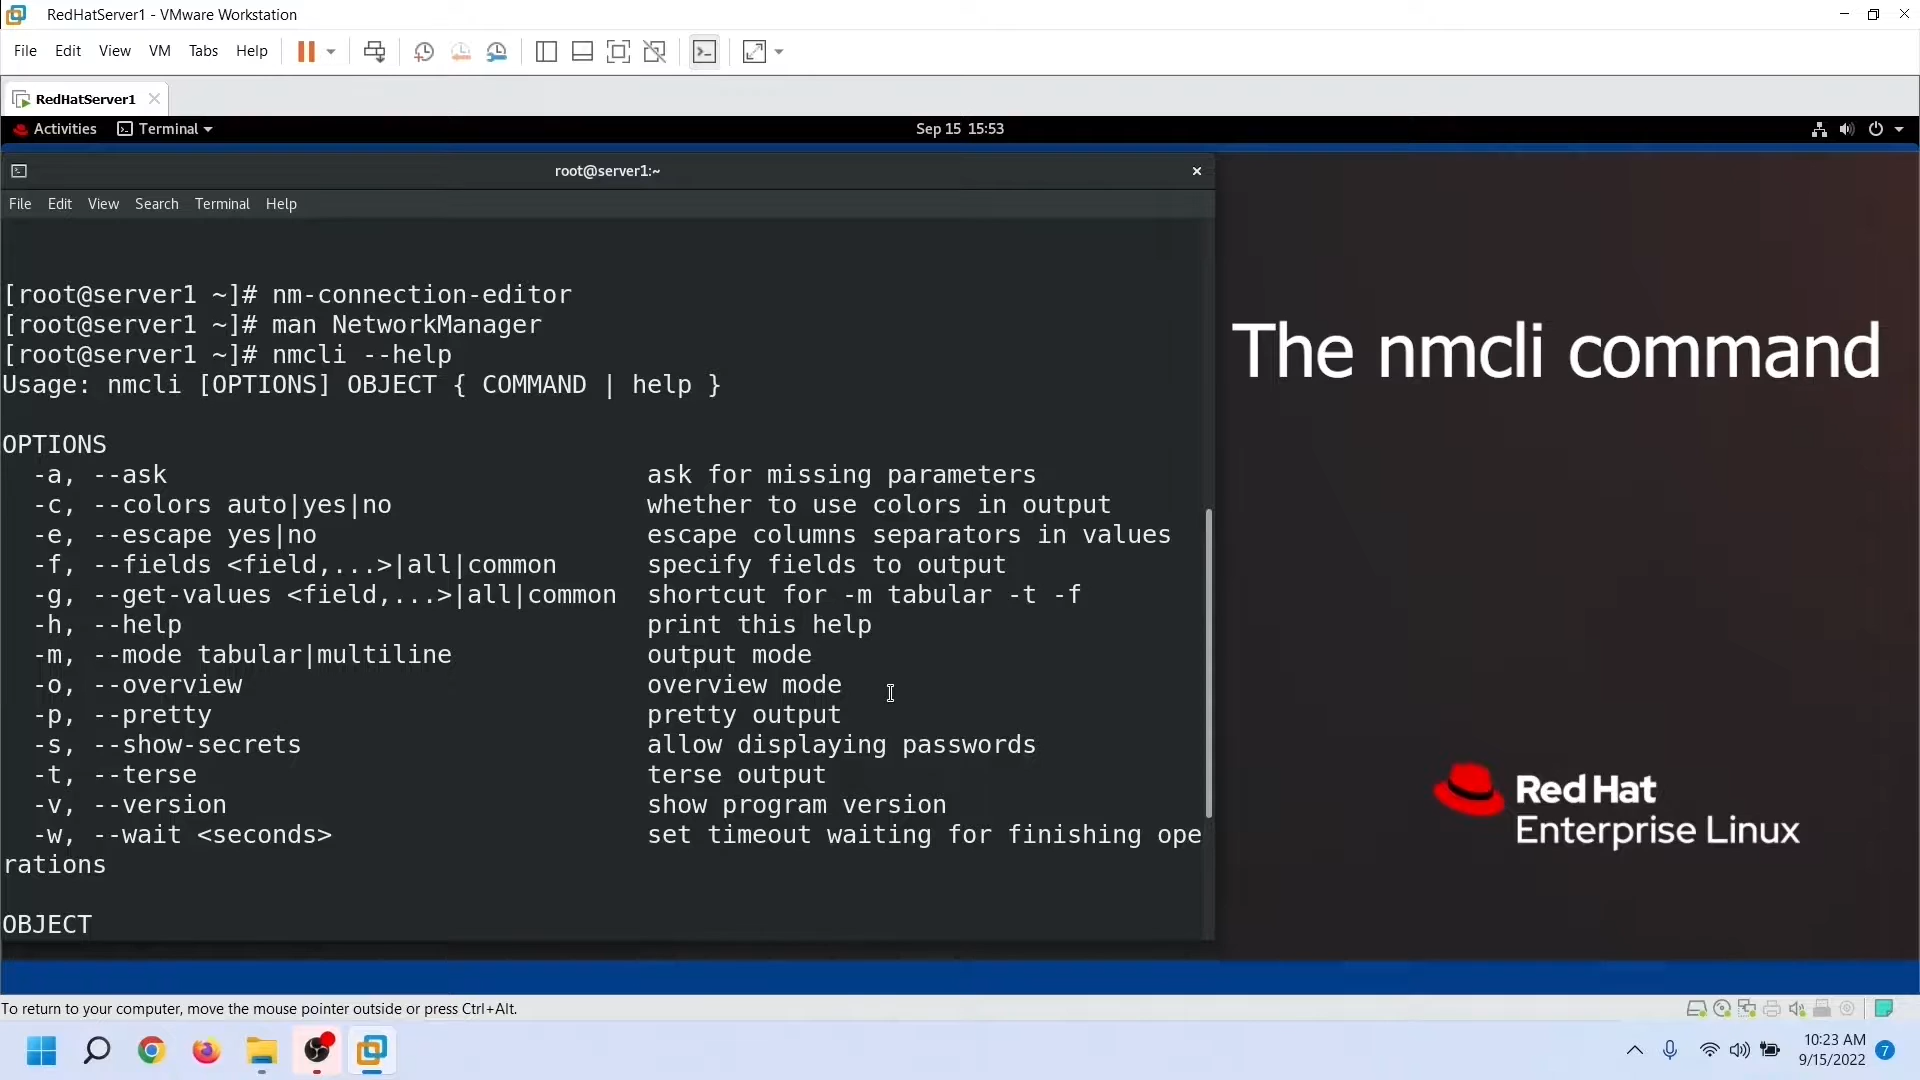 RedHatServer1 - VMware Workstation
File Edit View VM Tabs Help
RedHatServer1
Activities Terminal Sep 15 15:53
root@server1:~
File Edit View Search Terminal Help
[root@server1 ~]# nm-connection-editor
[root@server1 ~]# man NetworkManager
[root@server1 ~]# nmcli --help
Usage: nmcli [OPTIONS] OBJECT { COMMAND | help }
OPTIONS
-a, --ask ask for missing parameters
-c, --colors auto|yes|no whether to use colors in output
-e, --escape yes|no escape columns separators in values
-f, --fields <field,...>|all|common specify fields to output
-g, --get-values <field,...>|all|common shortcut for -m tabular -t -f
-h, --help print this help
-m, --mode tabular|multiline output mode
-o, --overview overview mode
-p, --pretty pretty output
-s, --show-secrets allow displaying passwords
-t, --terse terse output
-v, --version show program version
-w, --wait <seconds> set timeout waiting for finishing ope
rations
OBJECT
The nmcli command
Red Hat
Enterprise Linux
To return to your computer, move the mouse pointer outside or press Ctrl+Alt.
10:23 AM
9/15/2022
7